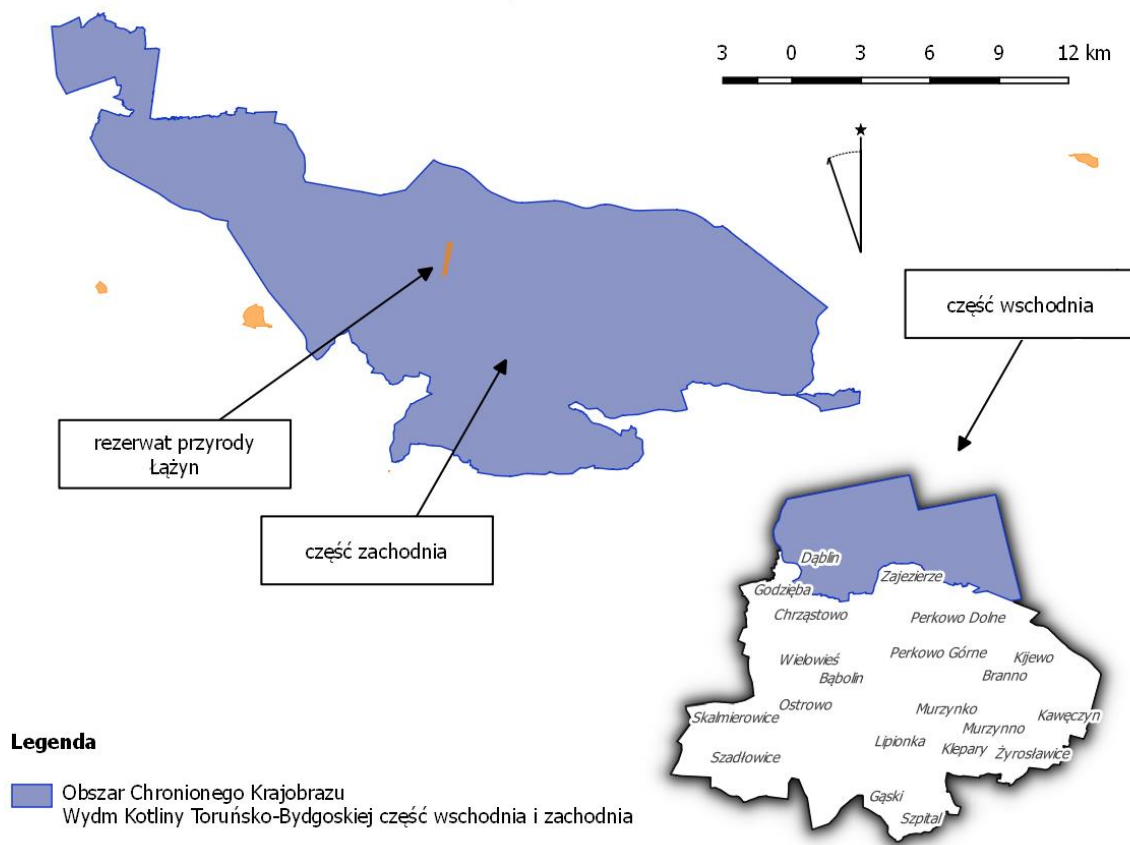 3 0 3 6 9 12 km
część wschodnia
rezerwat przyrody
Łążyn
część zachodnia
Dąblin
Zajezierze
Godzięba
Chrząstowo
Perkowo Dolne
Wielowieś
Perkowo Górne
Kijewo
Bąbolin
Branno
Ostrowo
Murzynko
Skalmierowice
Kawęczyn
Murzynno
Lipionka
Klepary
Żyrosławice
Szadłowice
Gąski
Szpital
Legenda
Obszar Chronionego Krajobrazu
Wydm Kotliny Toruńsko-Bydgoskiej część wschodnia i zachodnia